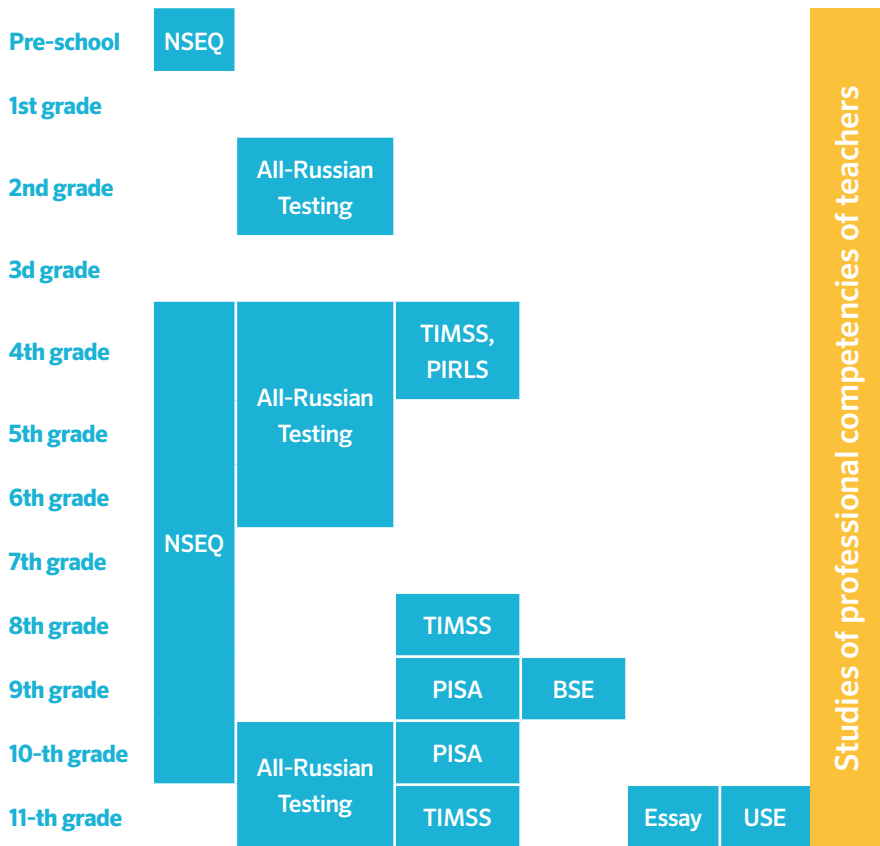 Pre-school
NSEQ
1st grade
2nd grade
All-Russian
Testing
3d grade
4th grade
TIMSS,
PIRLS
All-Russian
Testing
5th grade
6th grade
NSEQ
7th grade
8th grade
TIMSS
9th grade
PISA
BSE
10-th grade
PISA
All-Russian
Testing
11-th grade
TIMSS
Essay
USE
Studies of professional competencies of teachers